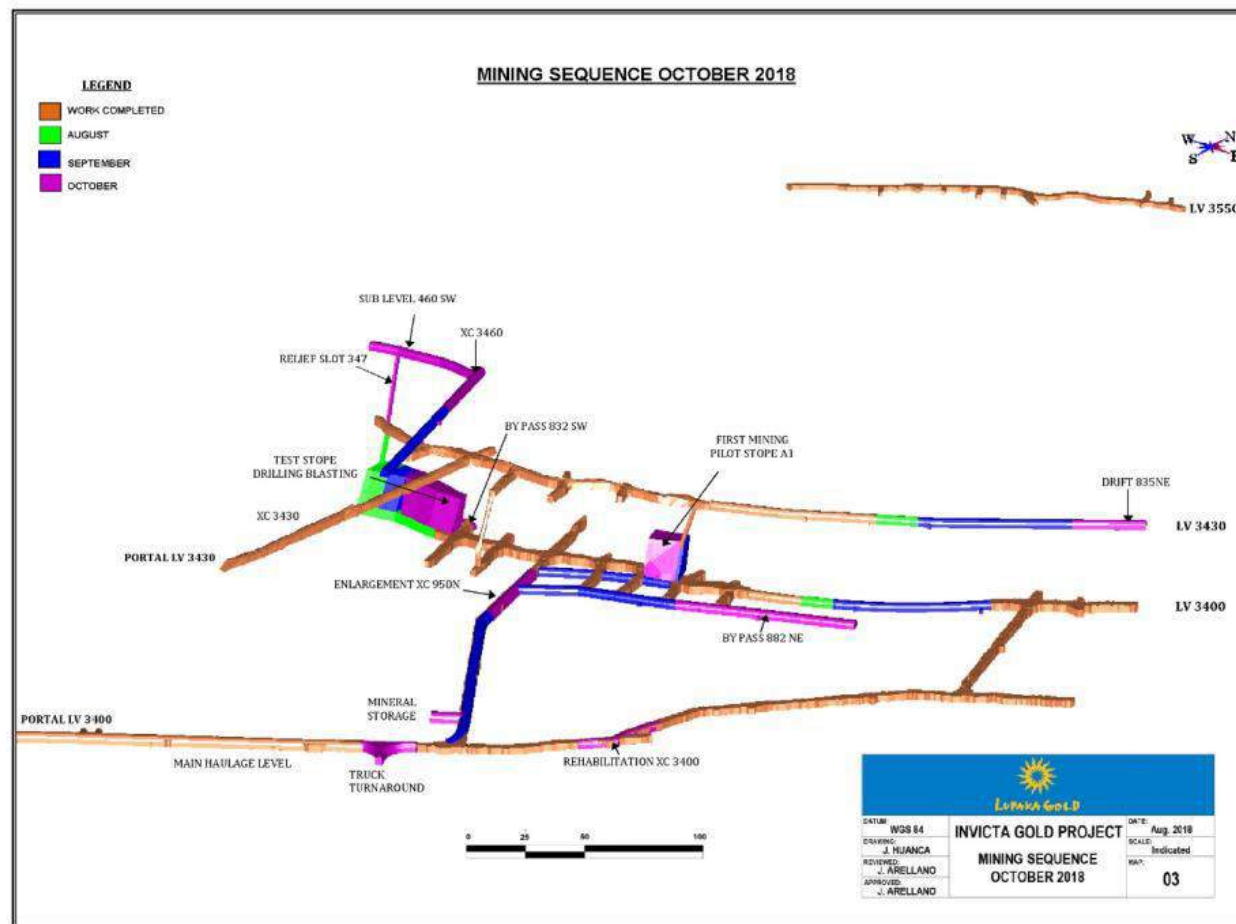 MINING SEQUENCE OCTOBER 2018
LEGEND
WORK COMPLETED
AUGUST
SEPTEMBER
OCTOBER
W N
S E
LV 3550
SUB LEVEL 460 SW
XC 3460
RELIEF SLOT 347
BY PASS 832 SW
FIRST MINING
PILOT STOPE A1
TEST STOPE
DRILLING BLASTING
DRIFT 835NE
XC 3430
LV 3430
PORTAL LV 3430
ENLARGEMENT XC 950N
LV 3400
BY PASS 882 NE
MINERAL
STORAGE
PORTAL LV 3400
MAIN HAULAGE LEVEL
TRUCK
TURNAROUND
REHABILITATION XC 3400
0 25 50 100
LUPAKA GOLD
DATUM: WGS 84
DRAWING: J. HUANCA
REVIEWED: J. ARELLANO
APPROVED: J. ARELLANO
INVICTA GOLD PROJECT
MINING SEQUENCE
OCTOBER 2018
DATE: Aug. 2018
SCALE: Indicated
MAP: 03